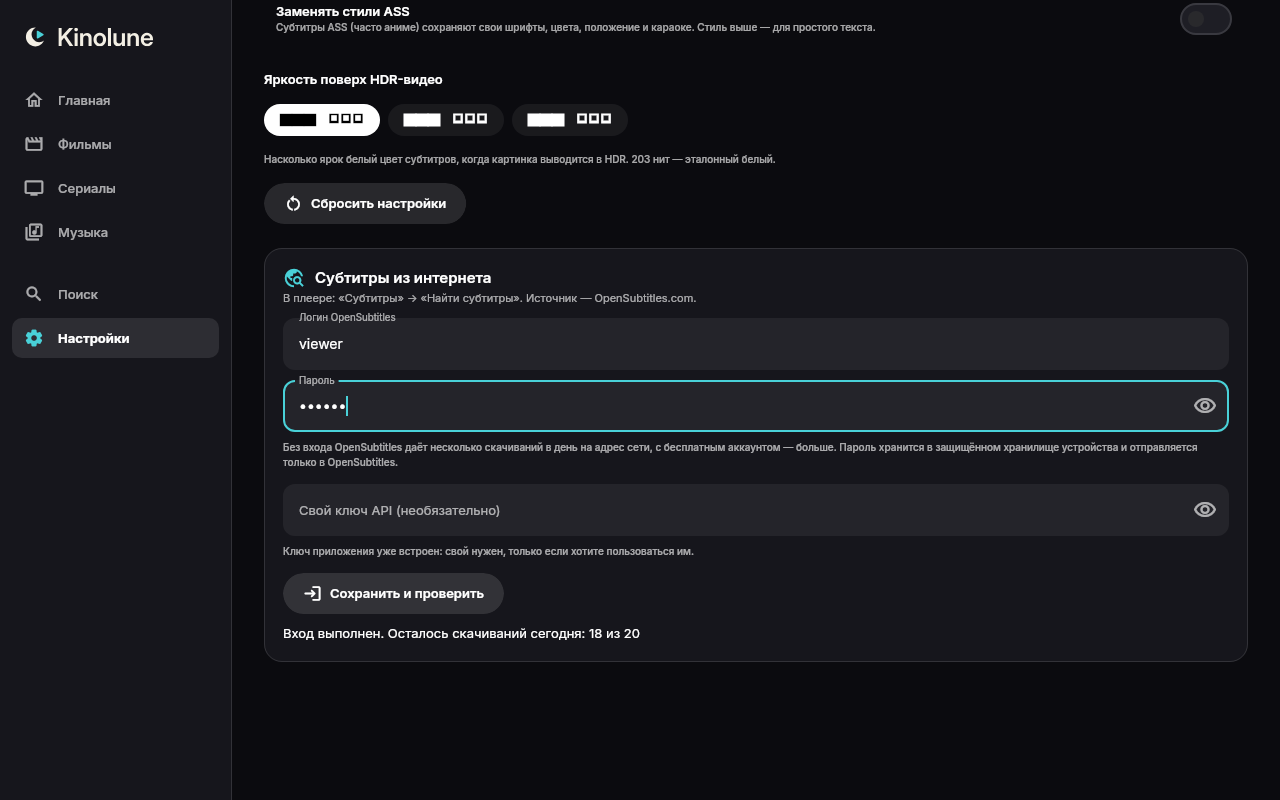 Kinolune
Главная
Фильмы
Сериалы
Музыка
Поиск
Настройки
Заменять стили ASS
Субтитры ASS (часто аниме) сохраняют свои шрифты, цвета, положение и караоке. Стиль выше — для простого текста.
Яркость поверх HDR-видео
Насколько ярок белый цвет субтитров, когда картинка выводится в HDR. 203 нит — эталонный белый.
Сбросить настройки
Субтитры из интернета
В плеере: «Субтитры» → «Найти субтитры». Источник — OpenSubtitles.com.
Логин OpenSubtitles
viewer
Пароль
••••••
Без входа OpenSubtitles даёт несколько скачиваний в день на адрес сети, с бесплатным аккаунтом — больше. Пароль хранится в защищённом хранилище устройства и отправляется
только в OpenSubtitles.
Свой ключ API (необязательно)
Ключ приложения уже встроен: свой нужен, только если хотите пользоваться им.
Сохранить и проверить
Вход выполнен. Осталось скачиваний сегодня: 18 из 20